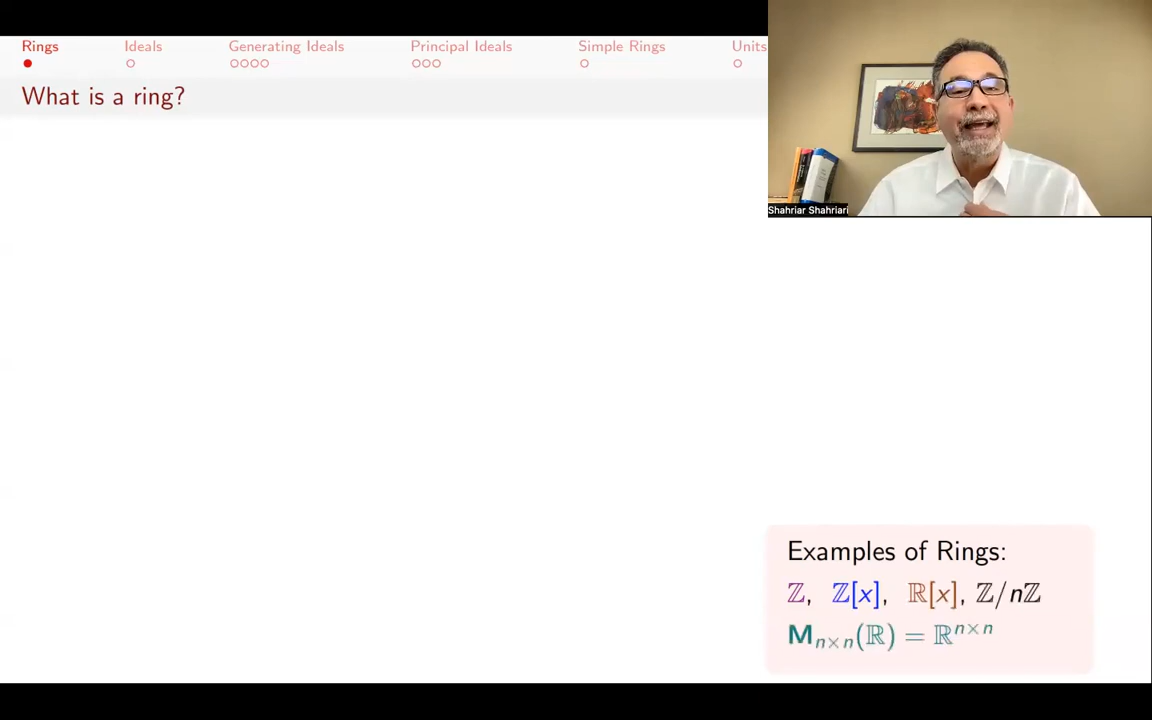 Rings Ideals Generating Ideals Principal Ideals Simple Rings Units
What is a ring?
Shahriar Shahriari
Examples of Rings:
ℤ, ℤ[x], ℝ[x], ℤ/nℤ
M_{n×n}(ℝ) = ℝ^{n×n}